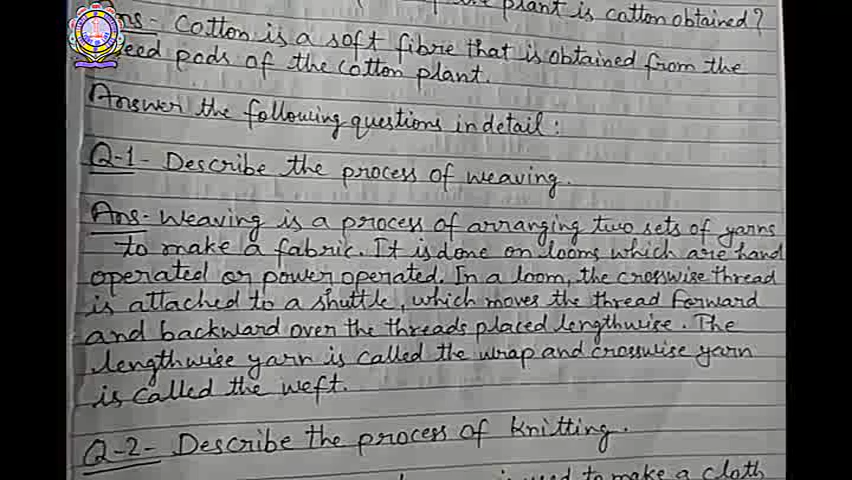 plant is cotton obtained?
Ans - Cotton is a soft fibre that is obtained from the
seed pods of the cotton plant.
Answer the following questions in detail :
Q-1- Describe the process of weaving.
Ans- Weaving is a process of arranging two sets of yarns
to make a fabric. It is done on looms which are hand
operated or power operated. In a loom, the crosswise thread
is attached to a shuttle, which moves the thread forward
and backward over the threads placed lengthwise. The
lengthwise yarn is called the wrap and crosswise yarn
is called the weft.
Q-2- Describe the process of knitting.
used to make a cloth